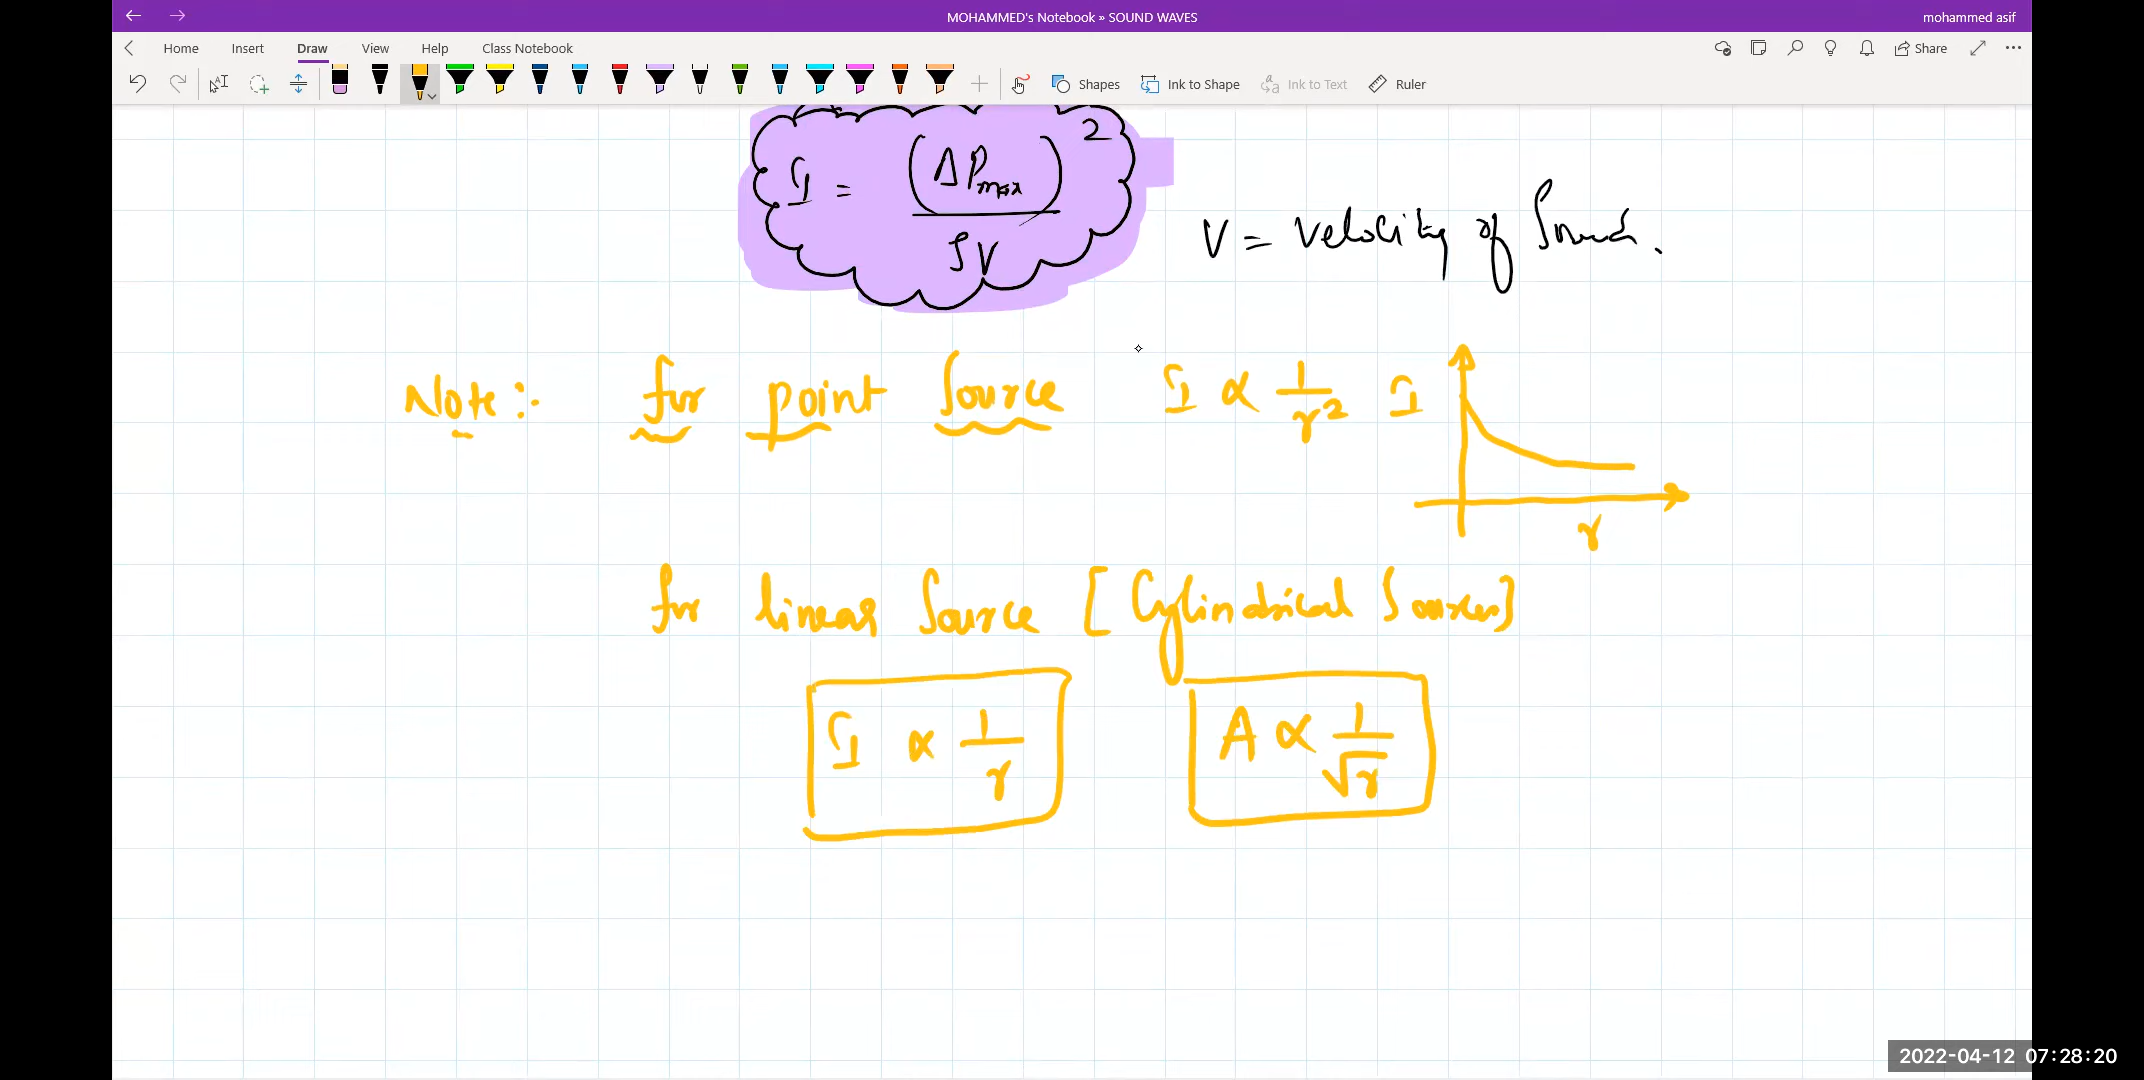 MOHAMMED's Notebook » SOUND WAVES
mohammed asif
Home Insert Draw View Help Class Notebook
Share
Shapes Ink to Shape Ink to Text Ruler
I = (ΔPmax)² / ρV
V = Velocity of Sound.
Note:- for point Source I ∝ 1/r² I
r
for linear Source [Cylindrical Sources]
I ∝ 1/r A ∝ 1/√r
2022-04-12 07:28:20